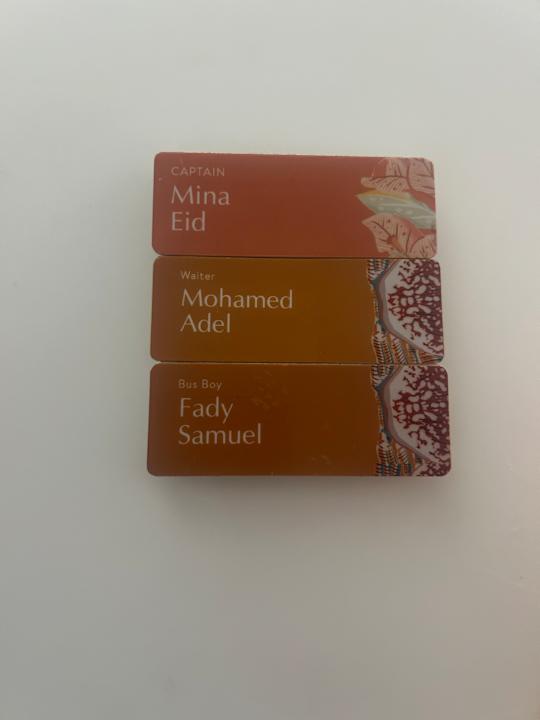 CAPTAIN
Mina
Eid
Waiter
Mohamed
Adel
Bus Boy
Fady
Samuel